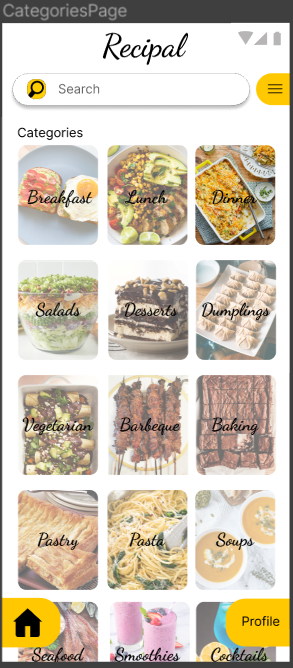 CategoriesPage
Recipal
Search
Categories
Breakfast Lunch Dinner
Salads Desserts Dumplings
Vegetarian Barbeque Baking
Pastry Pasta Soups
Profile
Seafood Smoothies Cocktails